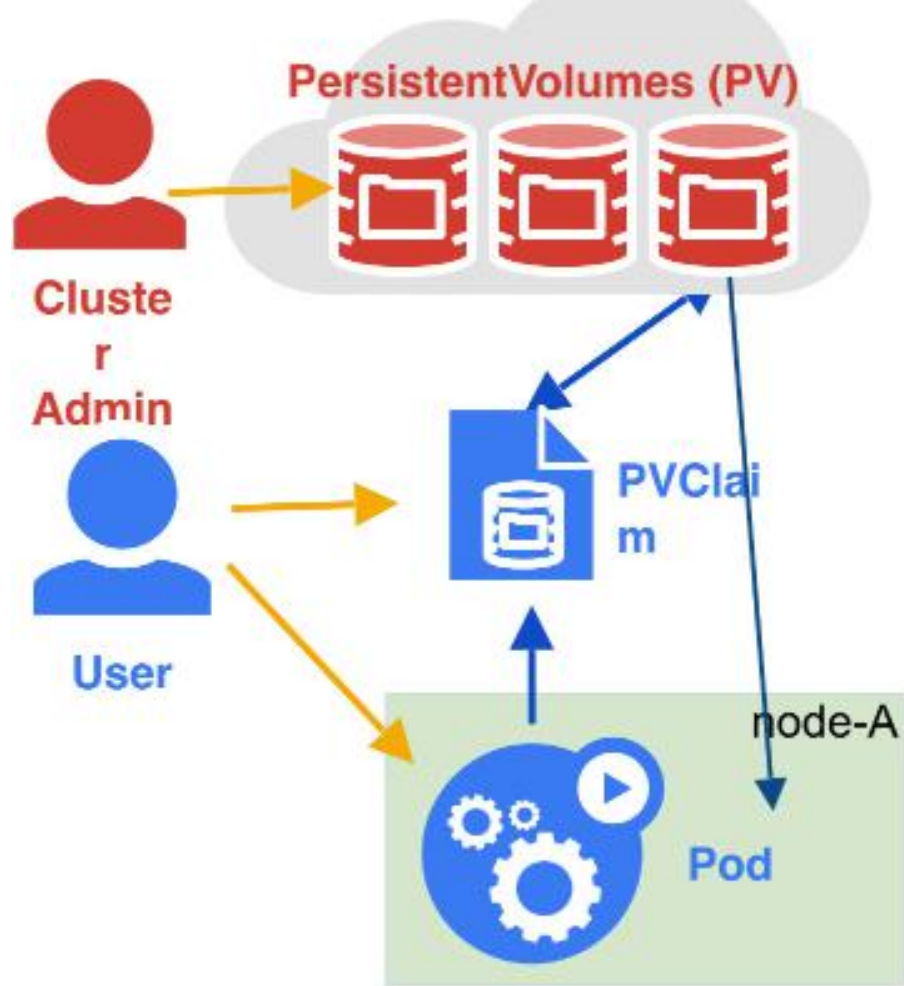 PersistentVolumes (PV)
Cluste
r
Admin
PVClai
m
User
node-A
Pod